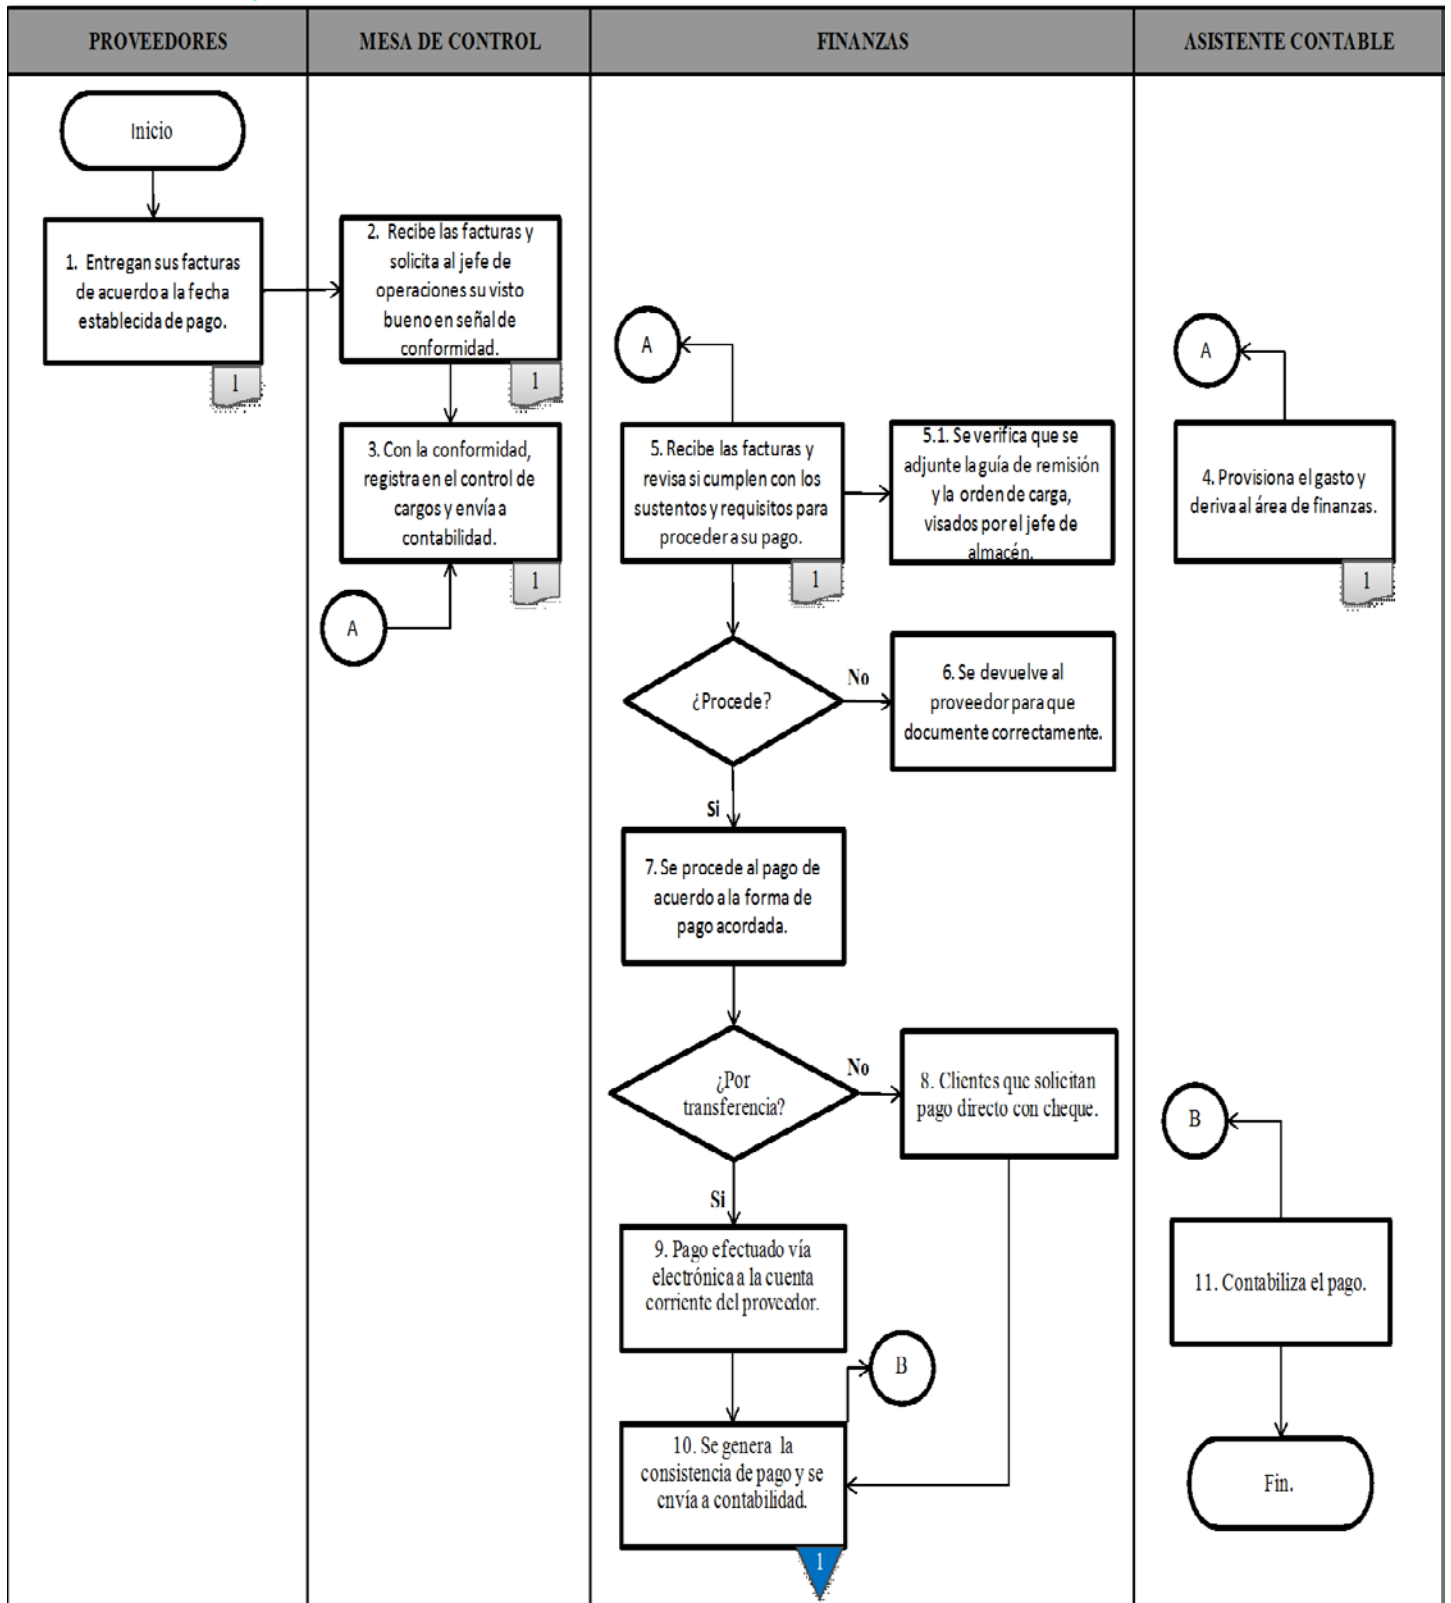 PROVEEDORES
MESA DE CONTROL
FINANZAS
ASISTENTE CONTABLE
Inicio
1. Entregan sus facturas
de acuerdo a la fecha
establecida de pago.
1
2. Recibe las facturas y
solicita al jefe de
operaciones su visto
bueno en señal de
conformidad.
1
3. Con la conformidad,
registra en el control de
cargos y envía a
contabilidad.
1
A
A
5. Recibe las facturas y
revisa si cumplen con los
sustentos y requisitos para
proceder a su pago.
1
5.1. Se verifica que se
adjunte la guía de remisión
y la orden de carga,
visados por el jefe de
almacén.
A
4. Provisiona el gasto y
deriva al área de finanzas.
1
¿Procede?
No
6. Se devuelve al
proveedor para que
documente correctamente.
Si
7. Se procede al pago de
acuerdo a la forma de
pago acordada.
¿Por
transferencia?
No
8. Clientes que solicitan
pago directo con cheque.
Si
9. Pago efectuado vía
electrónica a la cuenta
corriente del proveedor.
B
10. Se genera la
consistencia de pago y se
envía a contabilidad.
1
B
11. Contabiliza el pago.
Fin.